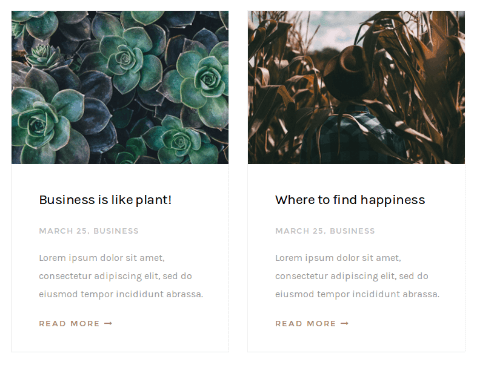 Business is like plant!
MARCH 25, BUSINESS
Lorem ipsum dolor sit amet,
consectetur adipiscing elit, sed do
eiusmod tempor incididunt abrassa.
READ MORE →
Where to find happiness
MARCH 25, BUSINESS
Lorem ipsum dolor sit amet,
consectetur adipiscing elit, sed do
eiusmod tempor incididunt abrassa.
READ MORE →